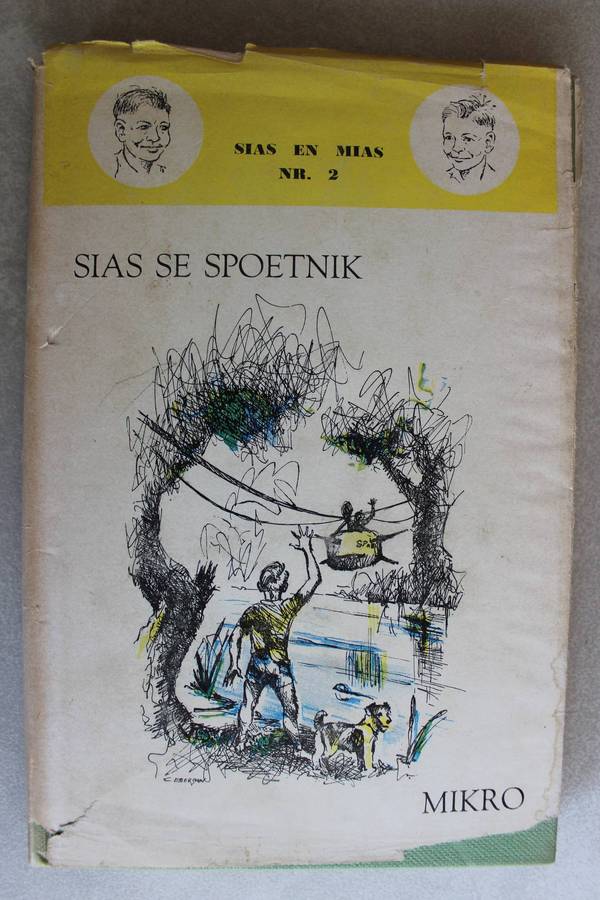 SIAS EN MIAS
NR. 2
SIAS SE SPOETNIK
MIKRO